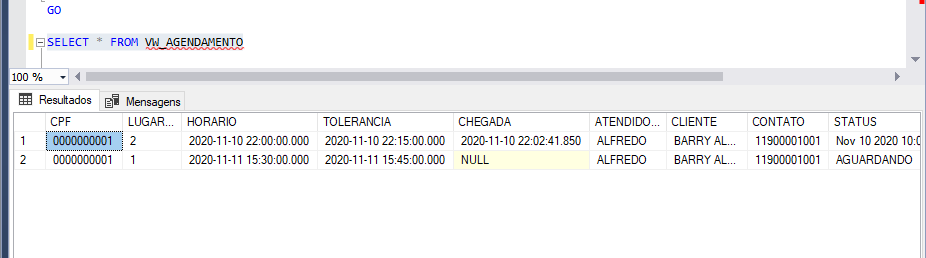 GO
SELECT * FROM VW_AGENDAMENTO
100 %
Resultados Mensagens
CPF LUGAR... HORARIO TOLERANCIA CHEGADA ATENDIDO... CLIENTE CONTATO STATUS
1 0000000001 2 2020-11-10 22:00:00.000 2020-11-10 22:15:00.000 2020-11-10 22:02:41.850 ALFREDO BARRY AL... 11900001001 Nov 10 2020 10:0
2 0000000001 1 2020-11-11 15:30:00.000 2020-11-11 15:45:00.000 NULL ALFREDO BARRY AL... 11900001001 AGUARDANDO